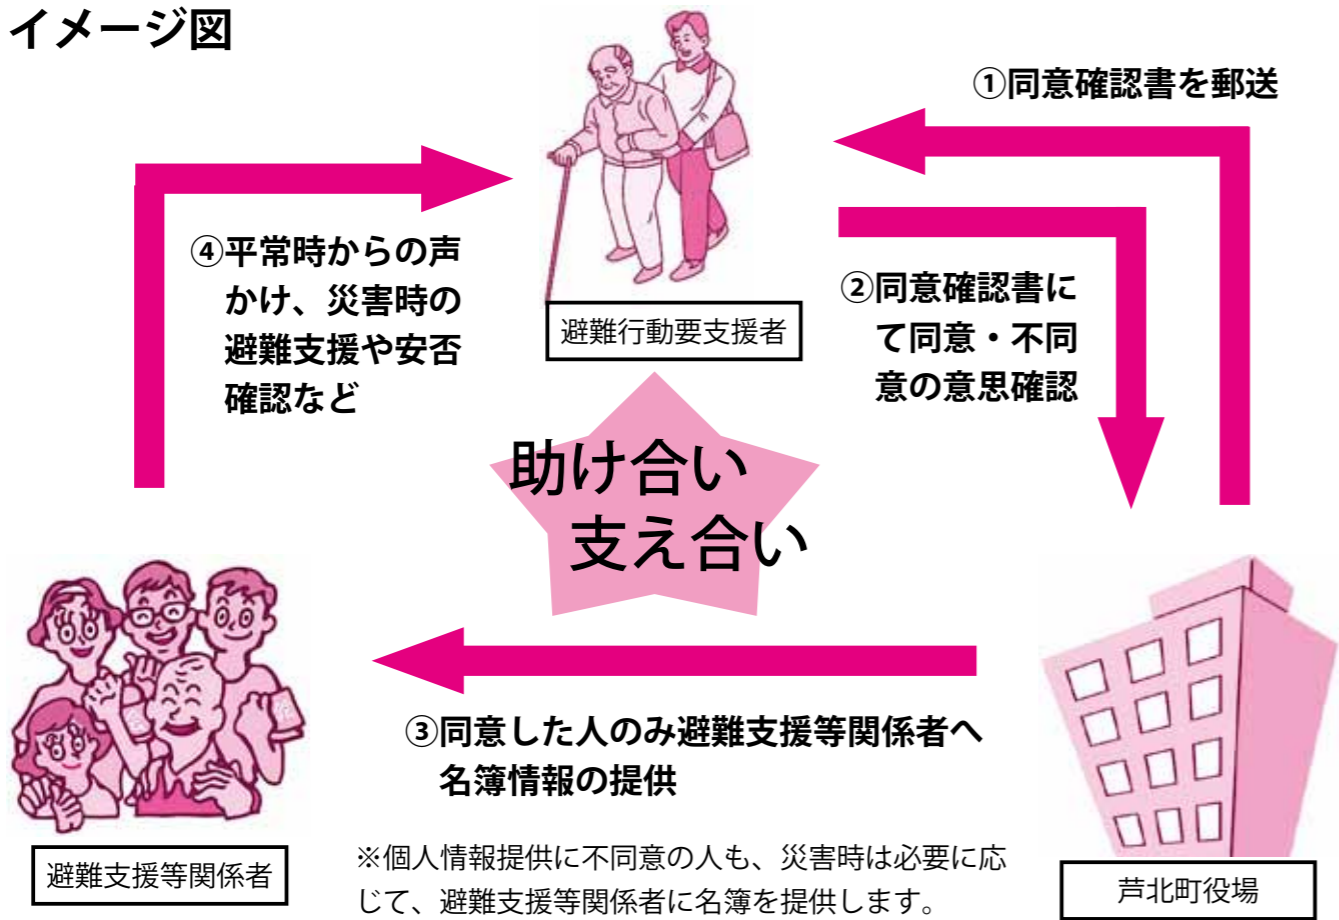 イメージ図
①同意確認書を郵送
④平常時からの声
かけ、災害時の
避難支援や安否
確認など
②同意確認書に
て同意・不同
意の意思確認
避難行動要支援者
助け合い
支え合い
③同意した人のみ避難支援等関係者へ
名簿情報の提供
避難支援等関係者
※個人情報提供に不同意の人も、災害時は必要に応
じて、避難支援等関係者に名簿を提供します。
芦北町役場